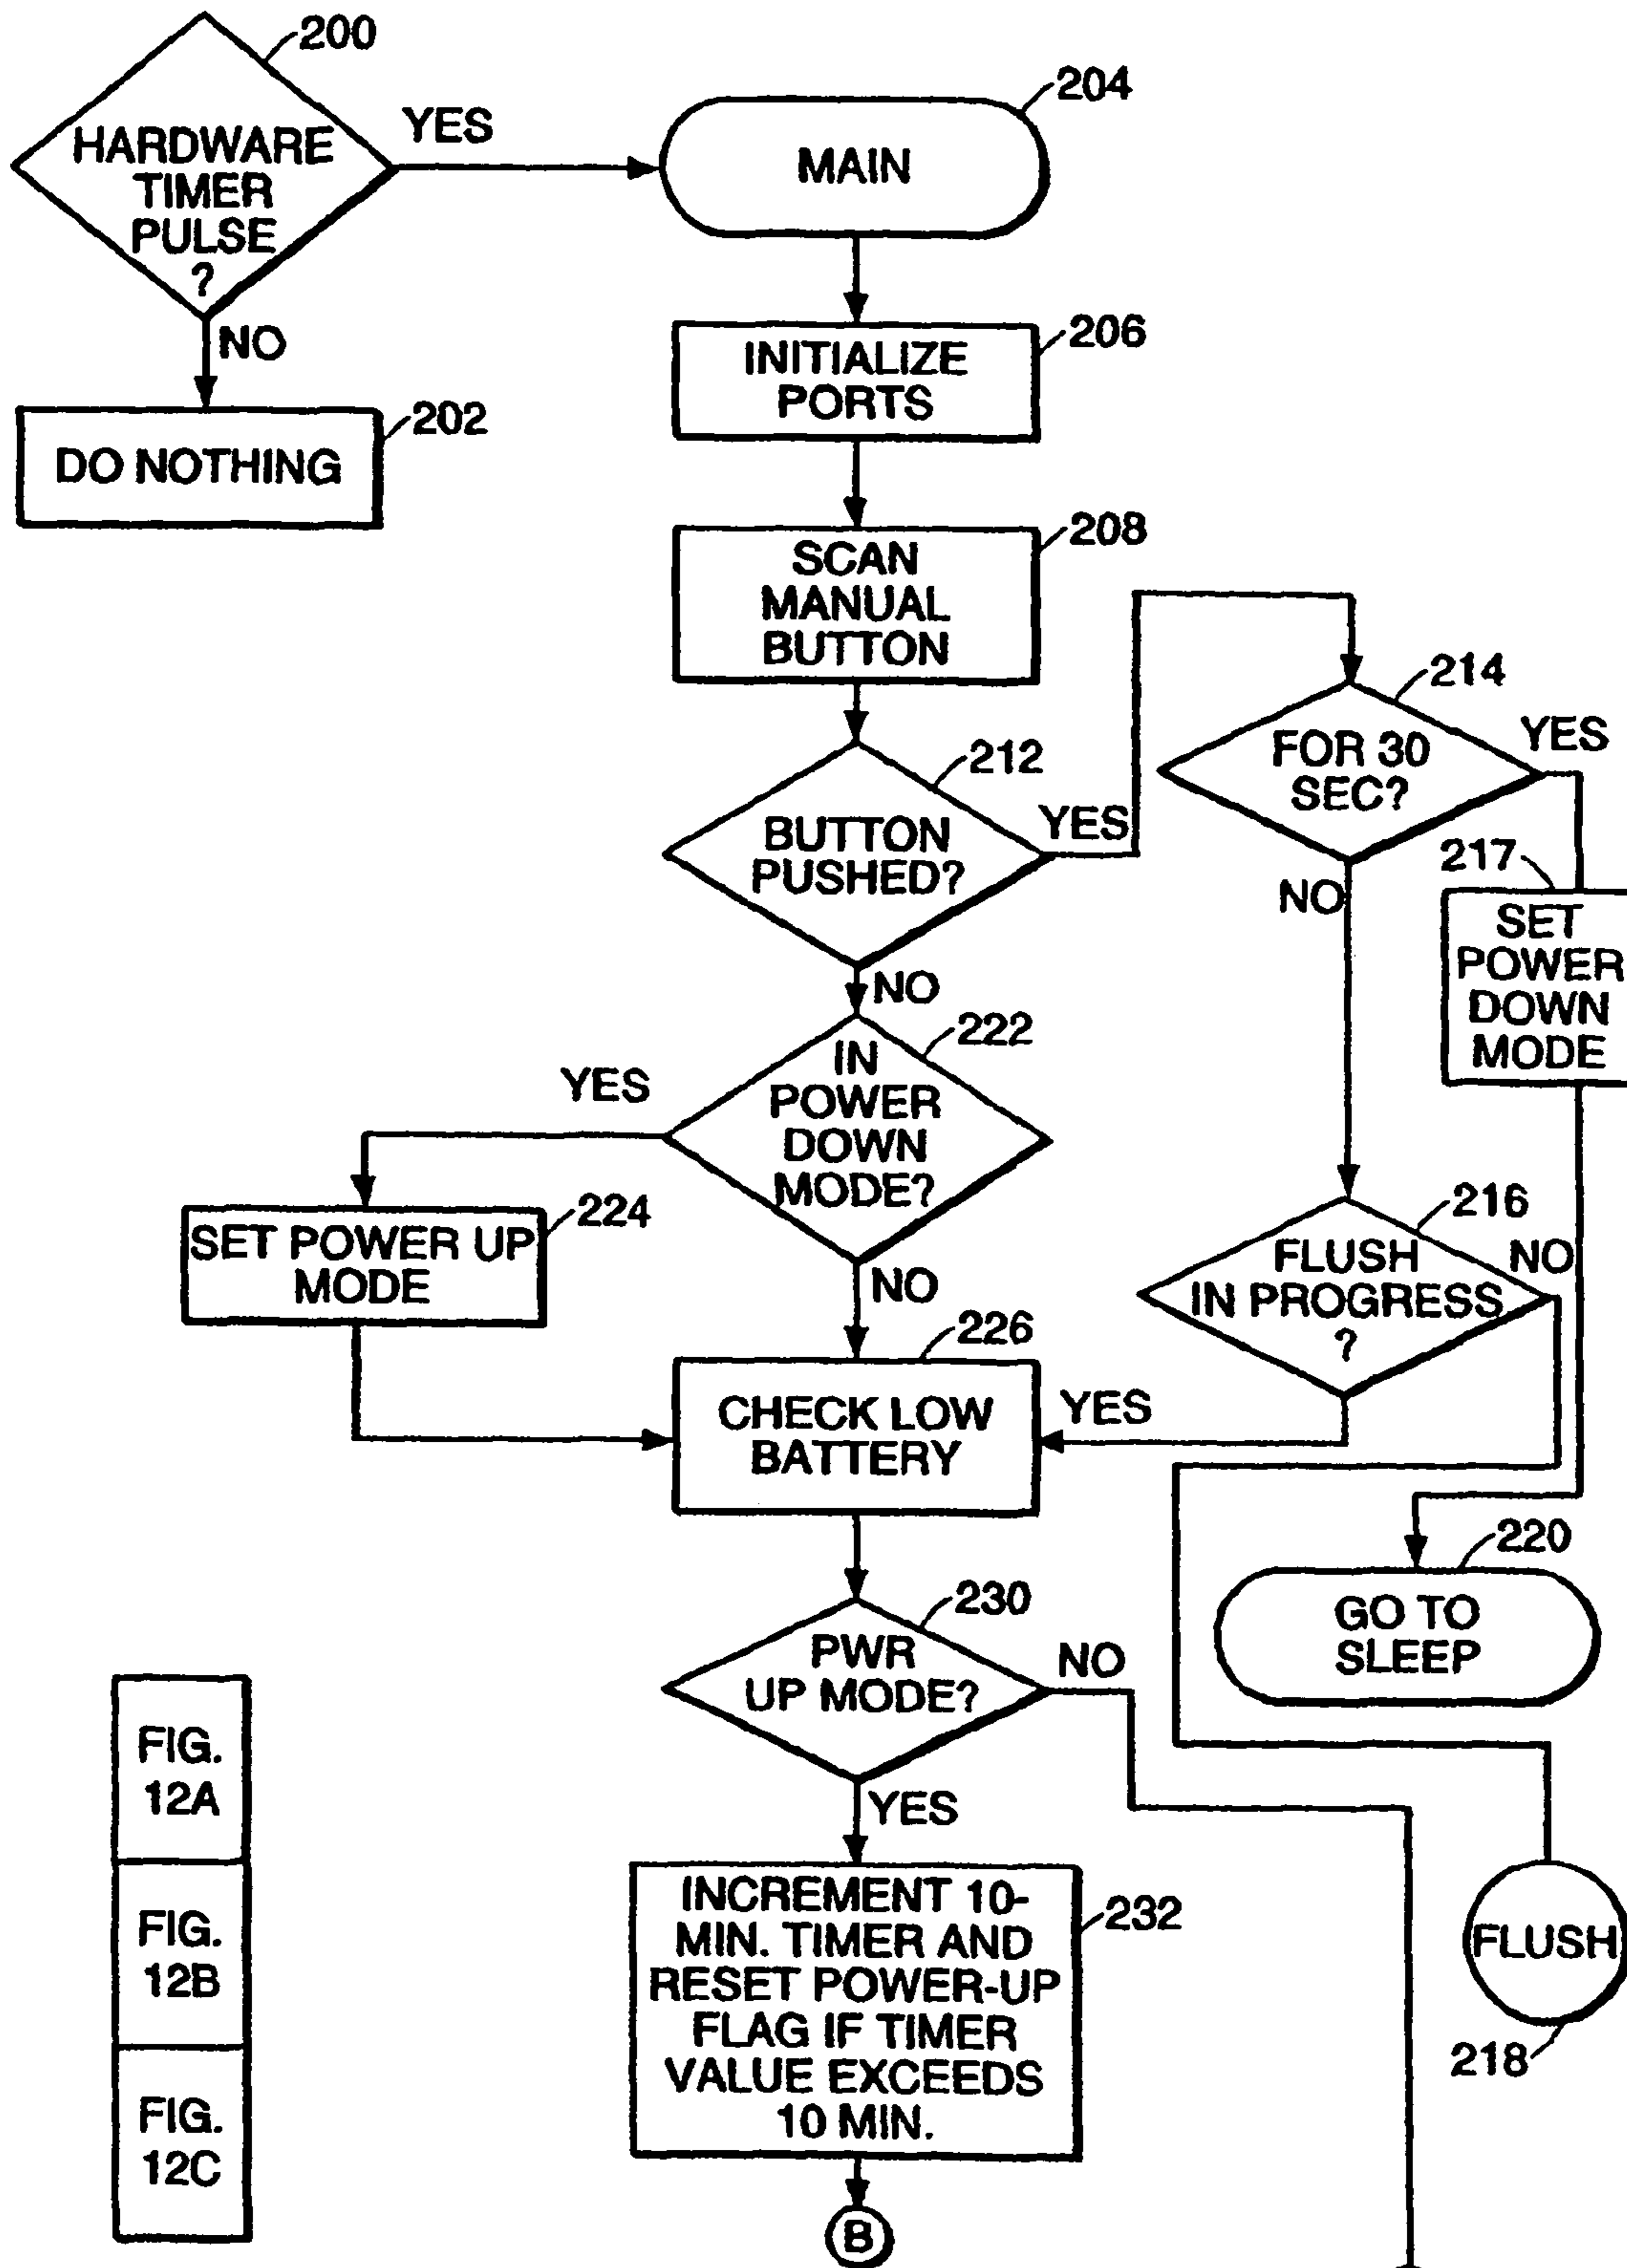 200
HARDWARE
TIMER
PULSE
?
YES
NO
202
DO NOTHING
204
MAIN
206
INITIALIZE
PORTS
208
SCAN
MANUAL
BUTTON
212
BUTTON
PUSHED?
YES
NO
214
FOR 30
SEC?
YES
NO
217
SET
POWER
DOWN
MODE
222
IN
POWER
DOWN
MODE?
YES
NO
224
SET POWER UP
MODE
216
FLUSH
IN PROGRESS
?
NO
YES
226
CHECK LOW
BATTERY
220
GO TO
SLEEP
230
PWR
UP MODE?
NO
YES
232
INCREMENT 10-
MIN. TIMER AND
RESET POWER-UP
FLAG IF TIMER
VALUE EXCEEDS
10 MIN.
FLUSH
218
B
FIG.
12A
FIG.
12B
FIG.
12C